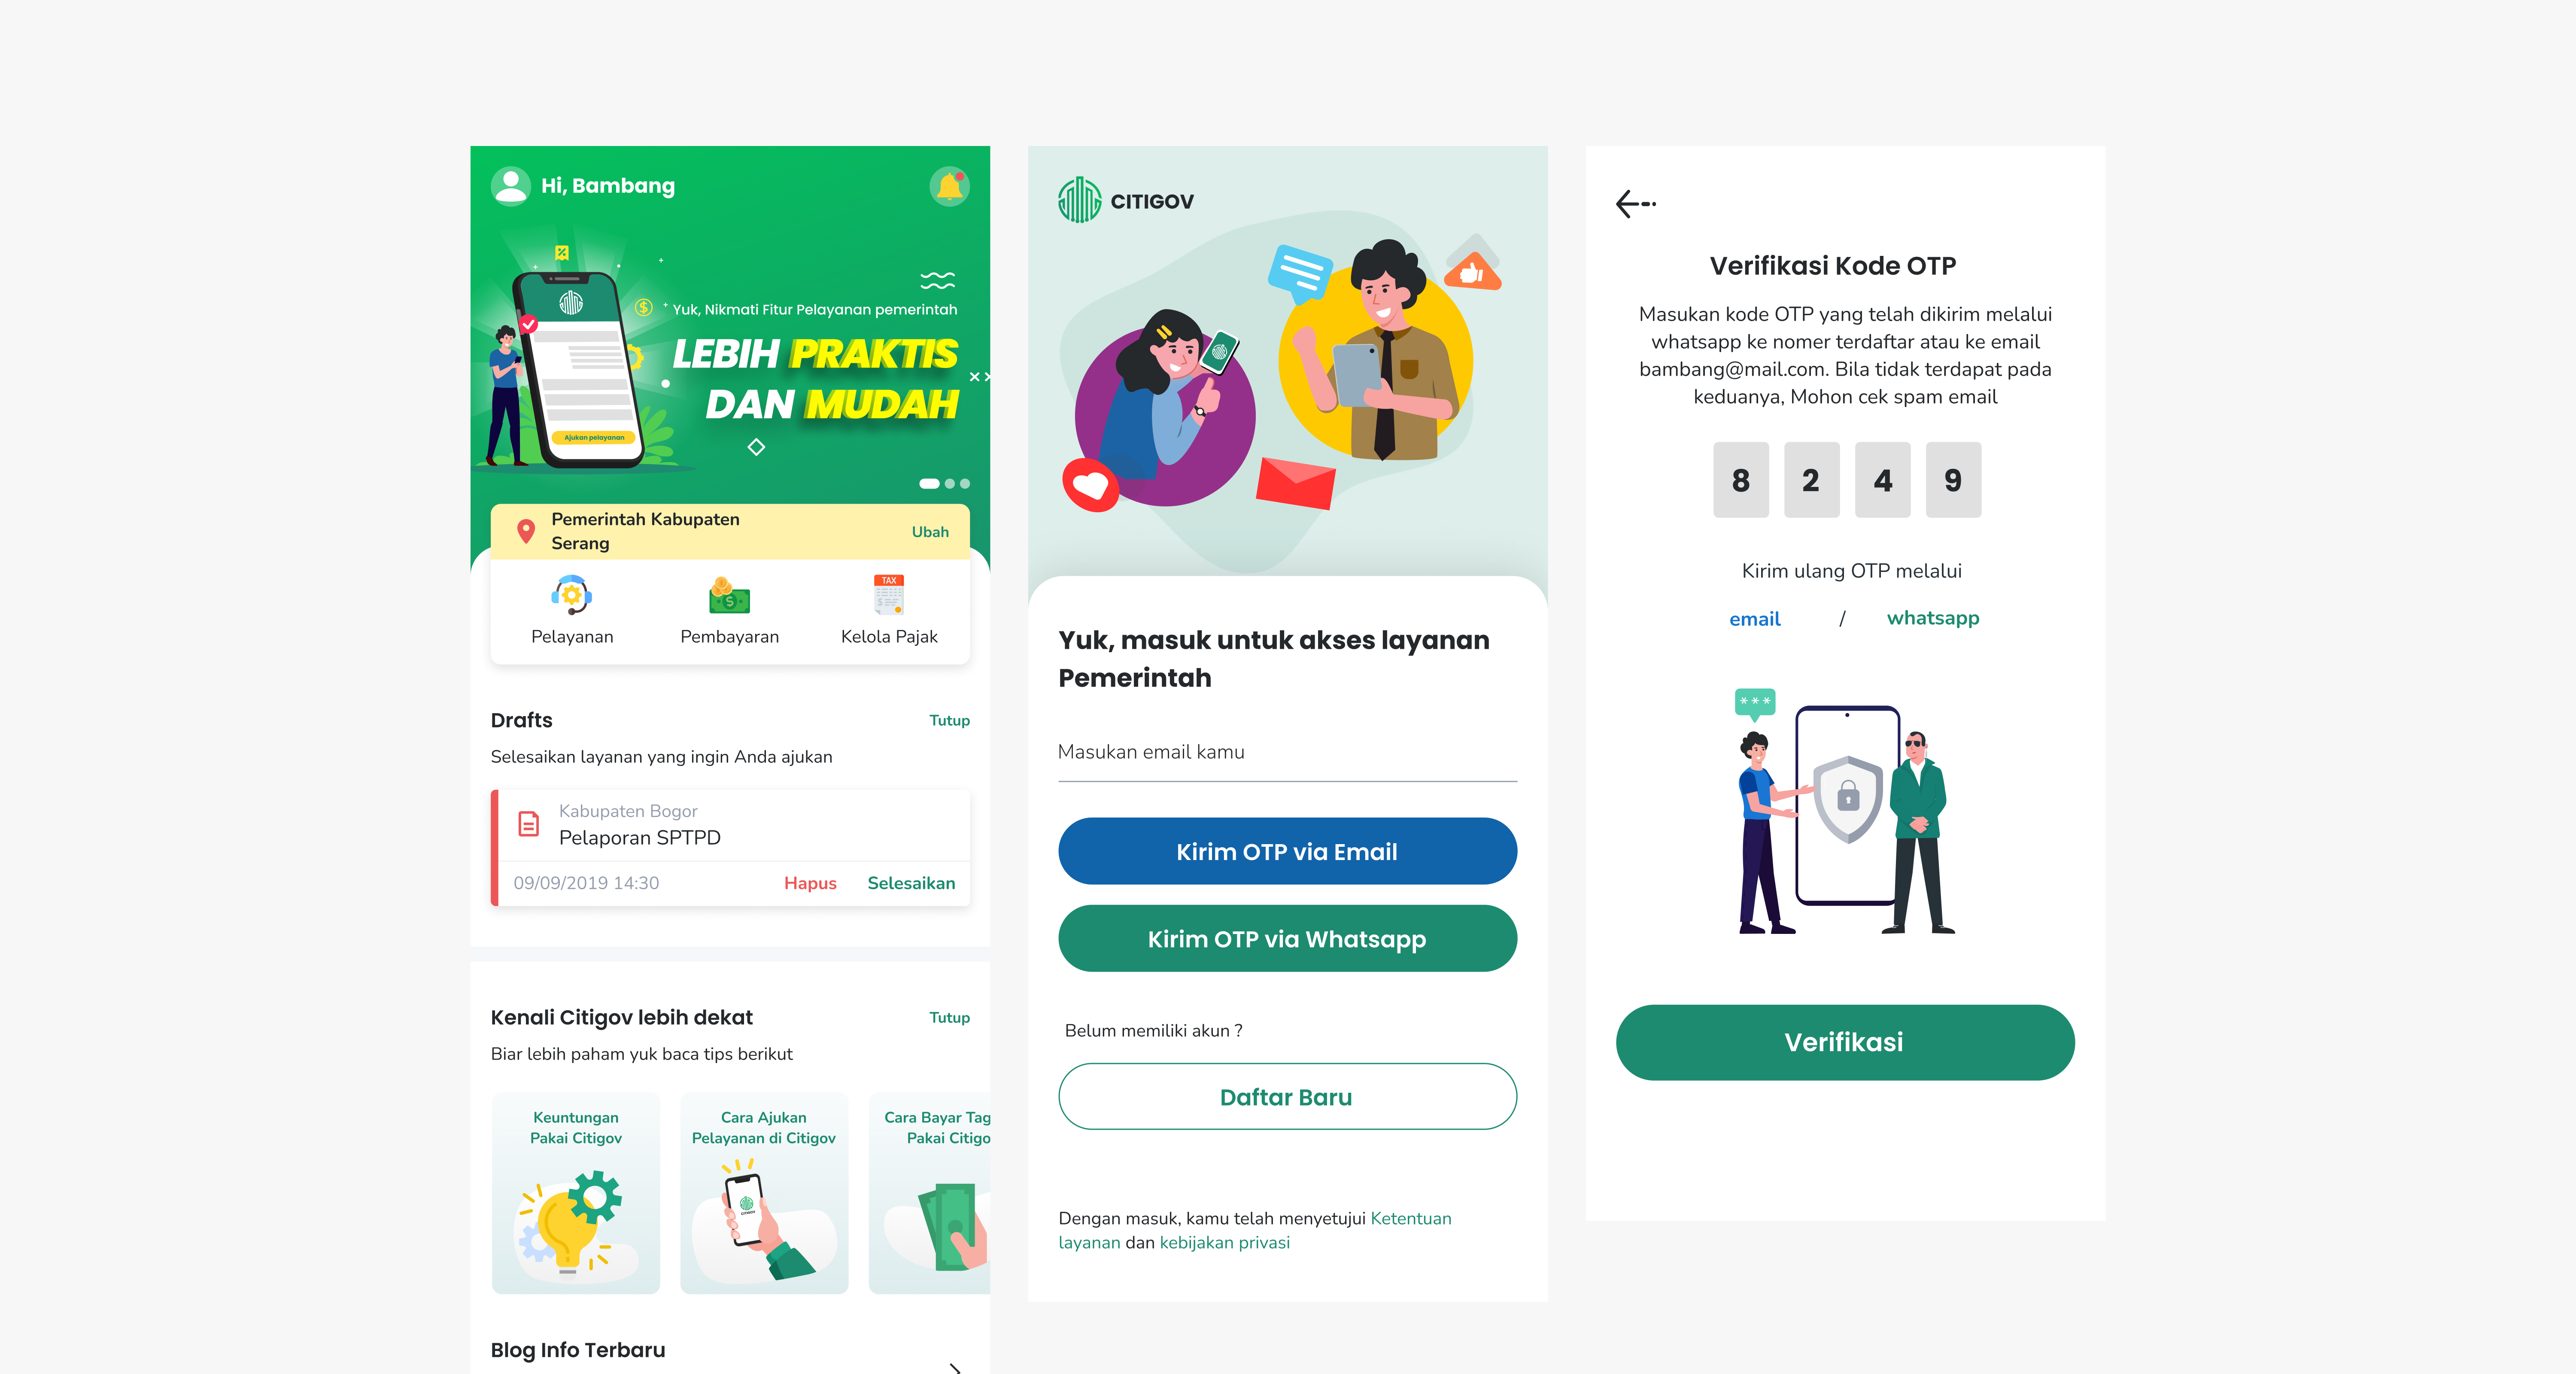 Hi, Bambang
Yuk, Nikmati Fitur Pelayanan pemerintah
LEBIH PRAKTIS
DAN MUDAH
Ajukan pelayanan
Pemerintah Kabupaten
Serang
Ubah
TAX
Pelayanan
Pembayaran
Kelola Pajak
Drafts
Tutup
Selesaikan layanan yang ingin Anda ajukan
Kabupaten Bogor
Pelaporan SPTPD
09/09/2019 14:30
Hapus
Selesaikan
Kenali Citigov lebih dekat
Tutup
Biar lebih paham yuk baca tips berikut
Keuntungan
Pakai Citigov
Cara Ajukan
Pelayanan di Citigov
CITIGOV
Cara Bayar Tag
Pakai Citigo
Blog Info Terbaru
CITIGOV
Yuk, masuk untuk akses layanan
Pemerintah
Masukan email kamu
Kirim OTP via Email
Kirim OTP via Whatsapp
Belum memiliki akun ?
Daftar Baru
Dengan masuk, kamu telah menyetujui Ketentuan
layanan dan kebijakan privasi
Verifikasi Kode OTP
Masukan kode OTP yang telah dikirim melalui
whatsapp ke nomer terdaftar atau ke email
bambang@mail.com. Bila tidak terdapat pada
keduanya, Mohon cek spam email
8 2 4 9
Kirim ulang OTP melalui
email / whatsapp
* * *
Verifikasi